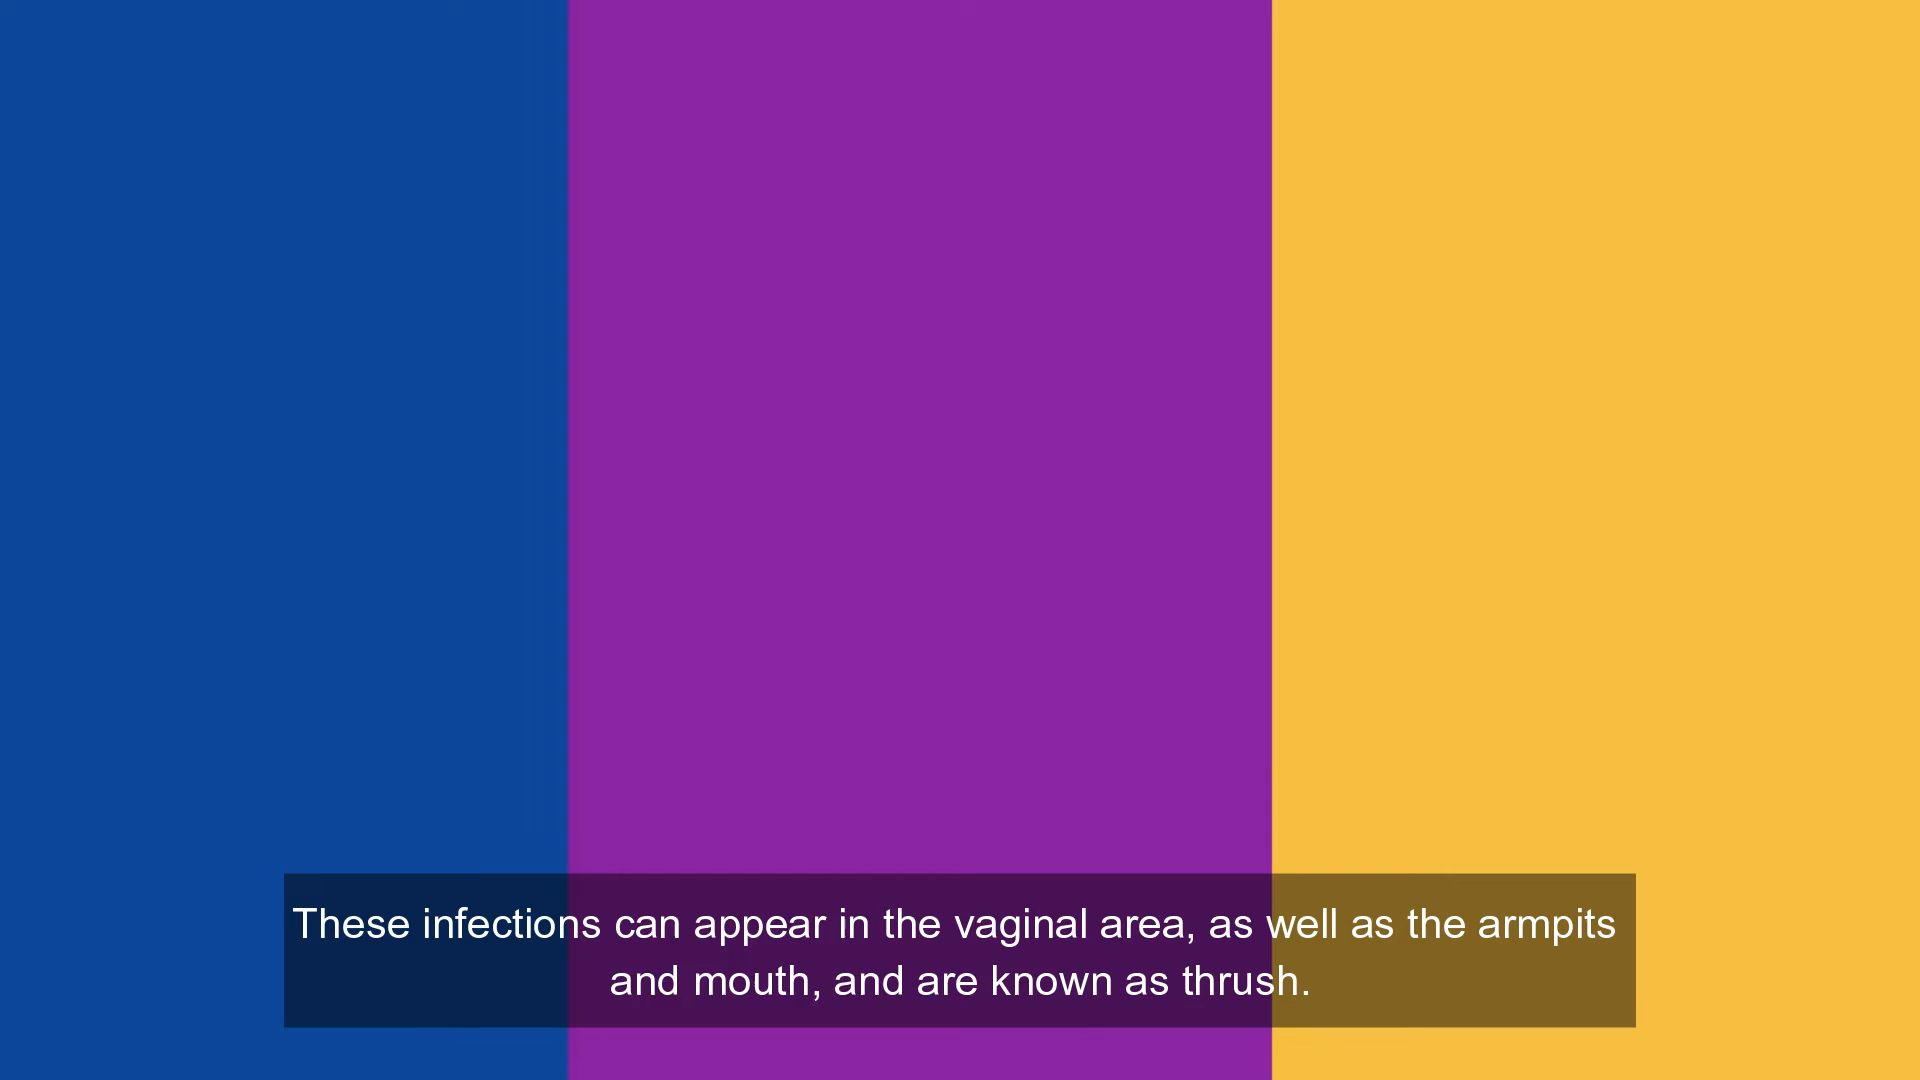 These infections can appear in the vaginal area, as well as the armpits
and mouth, and are known as thrush.